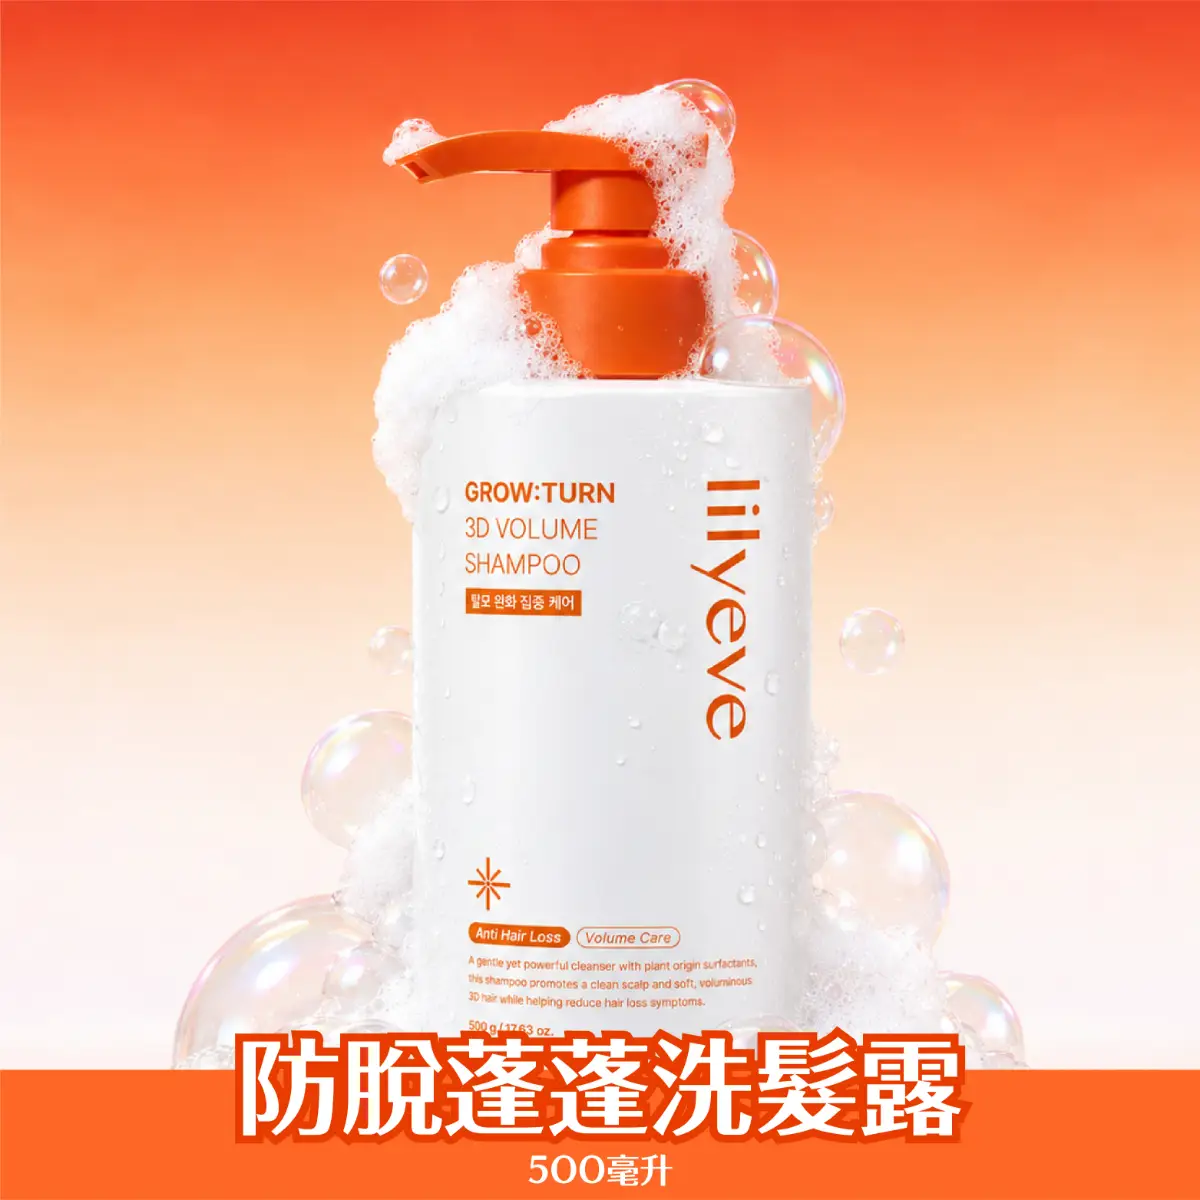 GROW:TURN
3D VOLUME
SHAMPOO
탈모 완화 집중 케어
lilyeve
Anti Hair Loss
Volume Care
A gentle yet powerful cleanser with plant origin surfactants,
this shampoo promotes a clean scalp and soft, voluminous
3D hair while helping reduce hair loss symptoms.
500 g / 17.63 oz.
防脫蓬蓬洗髮露
500毫升